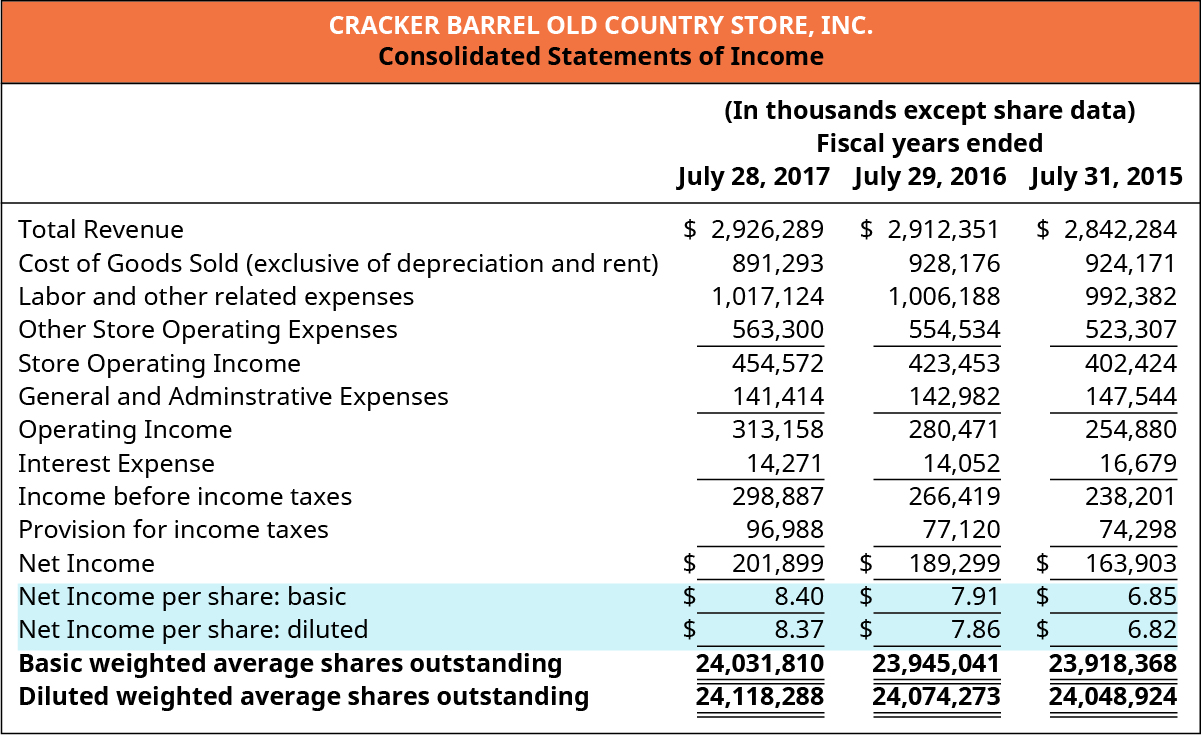 CRACKER BARREL OLD COUNTRY STORE, INC.
Consolidated Statements of Income
(In thousands except share data)
Fiscal years ended
July 28, 2017 July 29, 2016 July 31, 2015
Total Revenue $ 2,926,289 $ 2,912,351 $ 2,842,284
Cost of Goods Sold (exclusive of depreciation and rent) 891,293 928,176 924,171
Labor and other related expenses 1,017,124 1,006,188 992,382
Other Store Operating Expenses 563,300 554,534 523,307
Store Operating Income 454,572 423,453 402,424
General and Adminstrative Expenses 141,414 142,982 147,544
Operating Income 313,158 280,471 254,880
Interest Expense 14,271 14,052 16,679
Income before income taxes 298,887 266,419 238,201
Provision for income taxes 96,988 77,120 74,298
Net Income $ 201,899 $ 189,299 $ 163,903
Net Income per share: basic $ 8.40 $ 7.91 $ 6.85
Net Income per share: diluted $ 8.37 $ 7.86 $ 6.82
Basic weighted average shares outstanding 24,031,810 23,945,041 23,918,368
Diluted weighted average shares outstanding 24,118,288 24,074,273 24,048,924